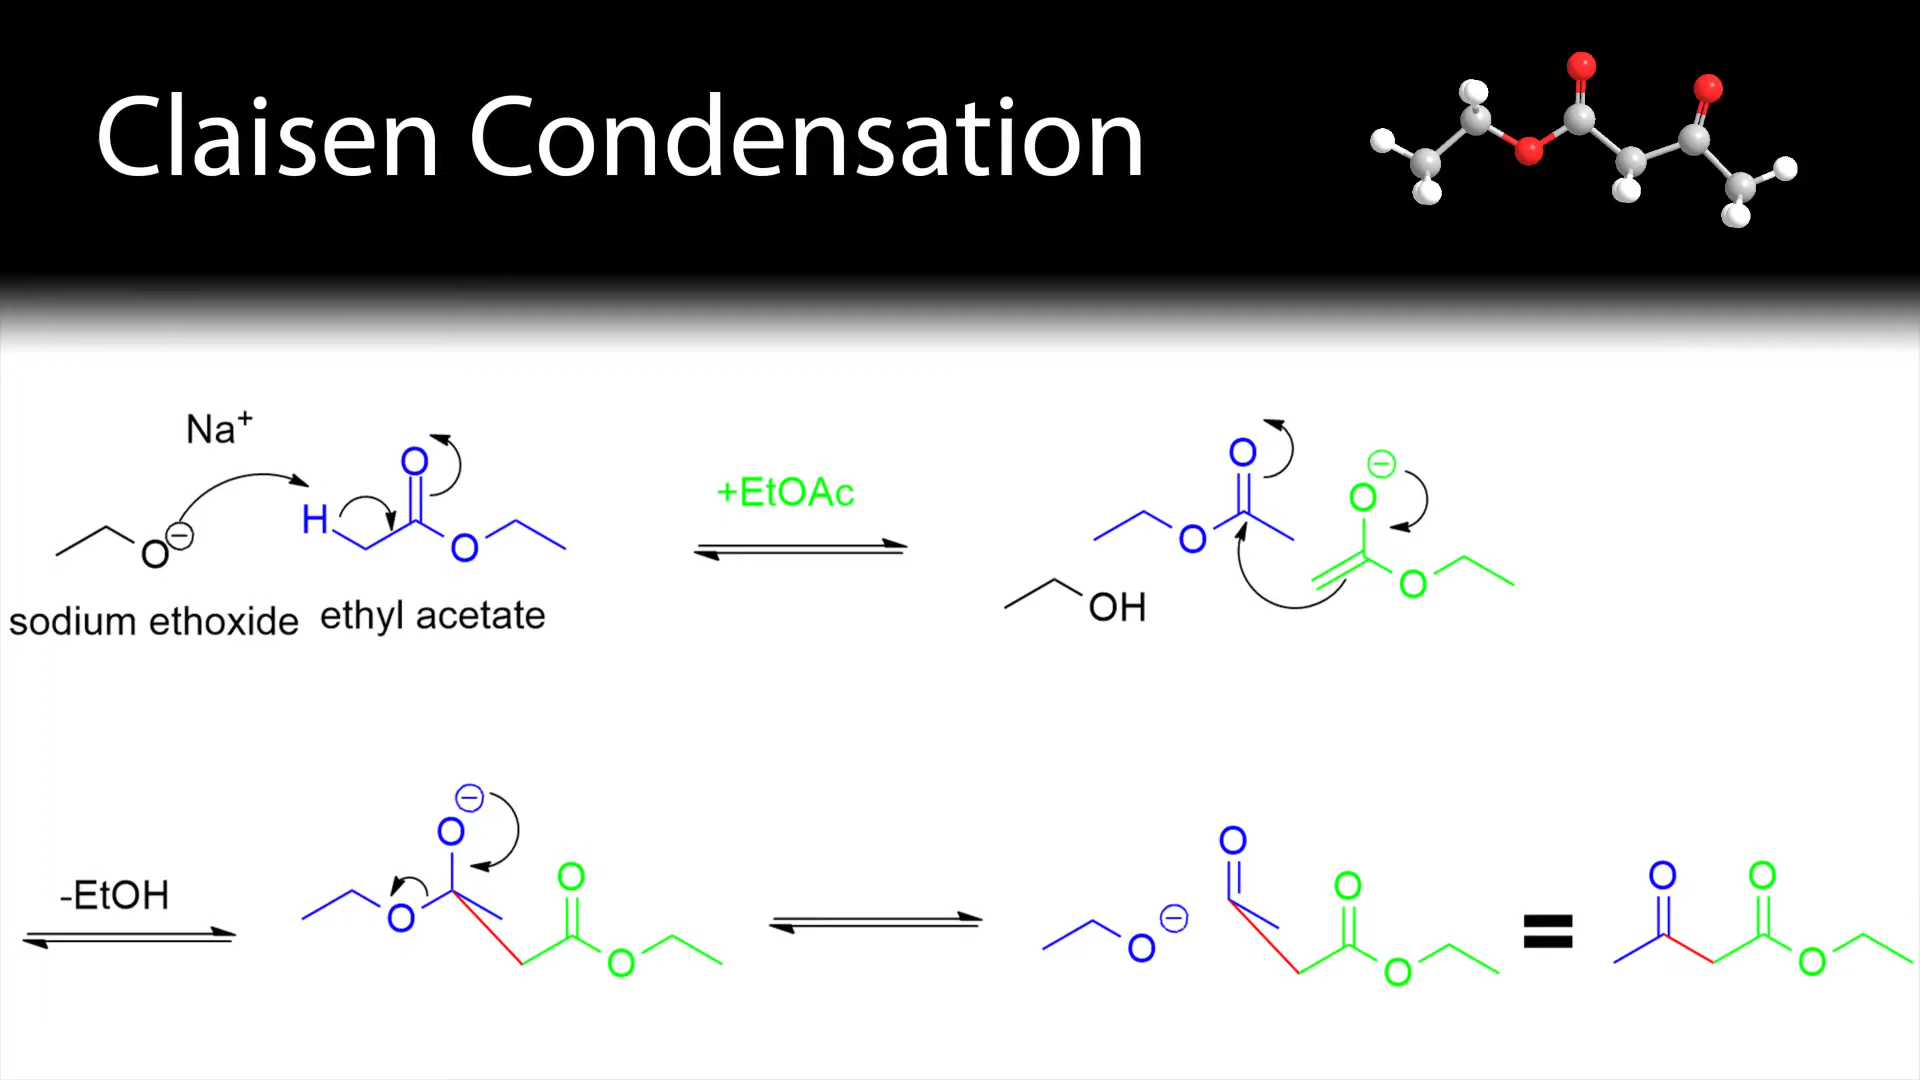 Claisen Condensation
Na+
O−
H
O
O
sodium ethoxide
ethyl acetate
+EtOAc
O
O
OH
O−
O
-EtOH
O−
O
O
O
O−
O
O
O
=
O
O
O